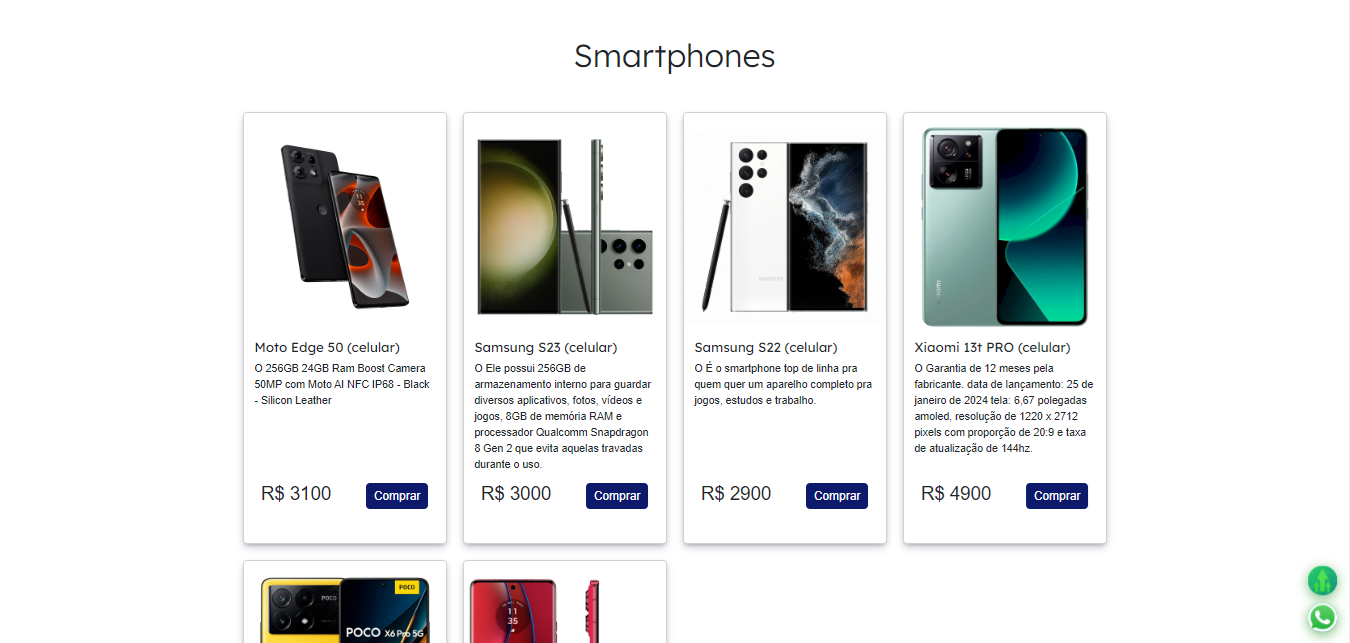 Smartphones
Moto Edge 50 (celular)
O 256GB 24GB Ram Boost Camera
50MP com Moto AI NFC IP68 - Black
- Silicon Leather
R$ 3100
Comprar
Samsung S23 (celular)
O Ele possui 256GB de
armazenamento interno para guardar
diversos aplicativos, fotos, vídeos e
jogos, 8GB de memória RAM e
processador Qualcomm Snapdragon
8 Gen 2 que evita aquelas travadas
durante o uso.
R$ 3000
Comprar
SAMSUNG
Samsung S22 (celular)
O É o smartphone top de linha pra
quem quer um aparelho completo pra
jogos, estudos e trabalho.
R$ 2900
Comprar
xiaomi
Xiaomi 13t PRO (celular)
O Garantia de 12 meses pela
fabricante. data de lançamento: 25 de
janeiro de 2024 tela: 6,67 polegadas
amoled, resolução de 1220 x 2712
pixels com proporção de 20:9 e taxa
de atualização de 144hz.
R$ 4900
Comprar
POCO
POCO
POCO X6 Pro 5G
11
35